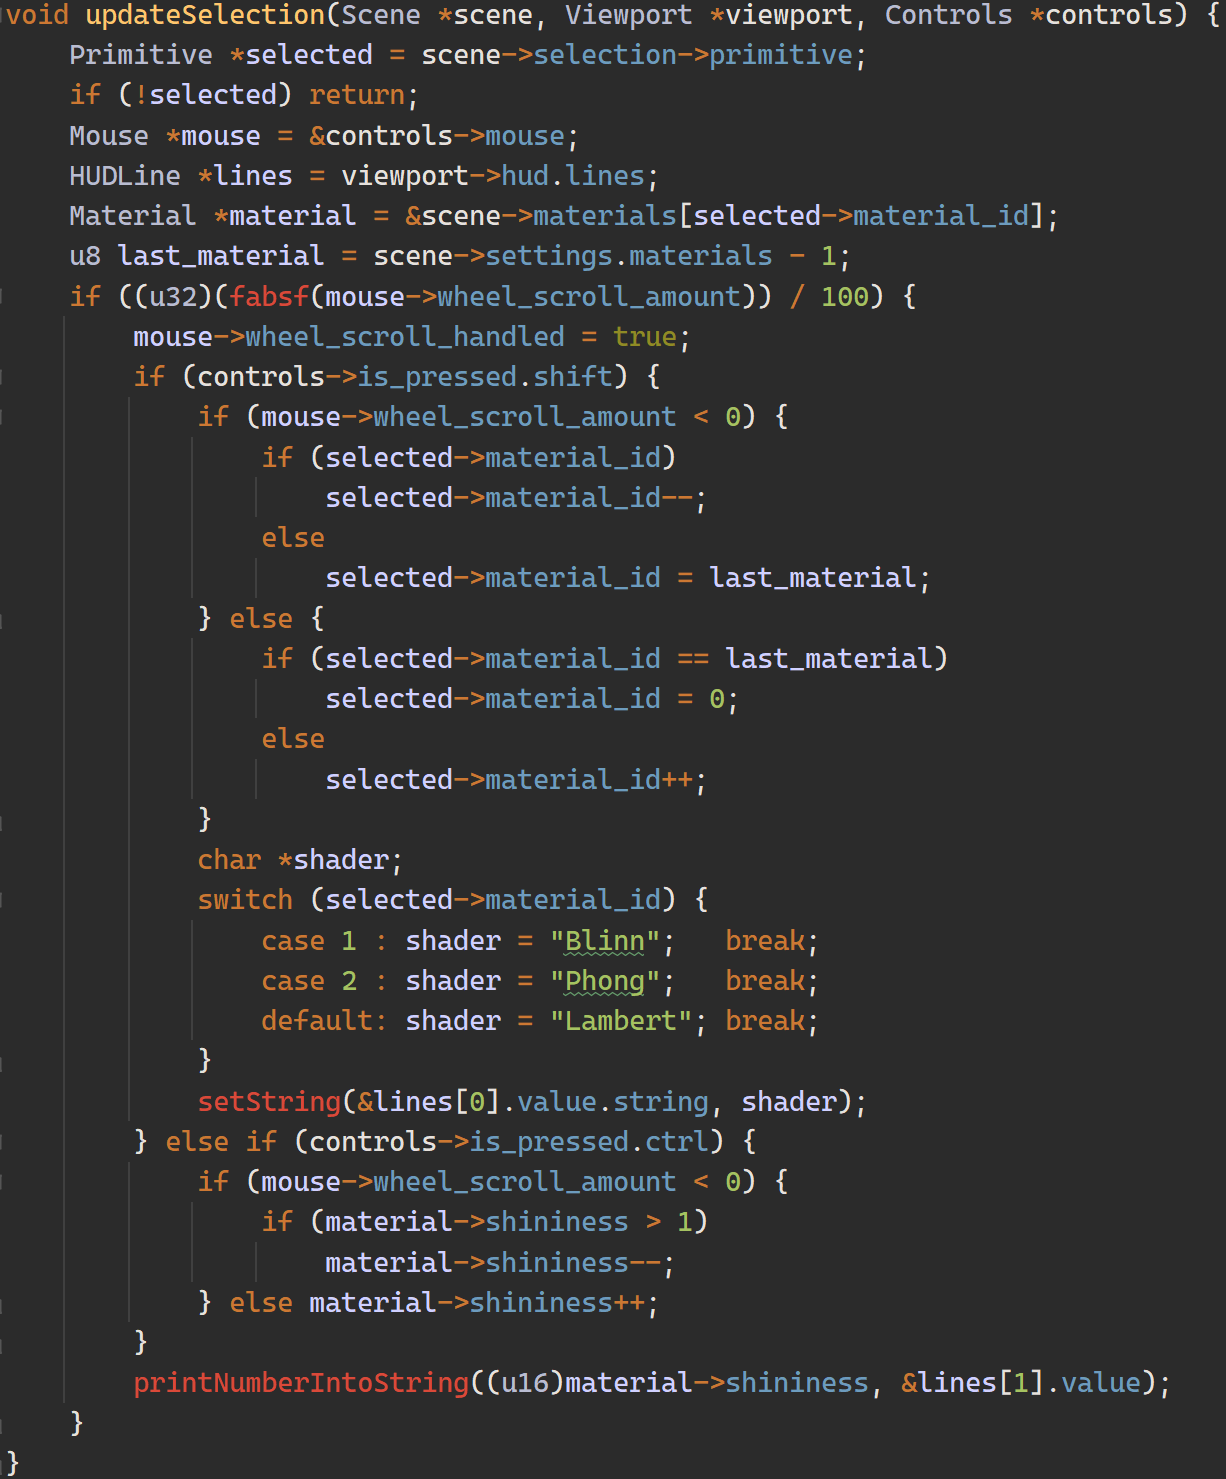 void updateSelection(Scene *scene, Viewport *viewport, Controls *controls) {
    Primitive *selected = scene->selection->primitive;
    if (!selected) return;
    Mouse *mouse = &controls->mouse;
    HUDLine *lines = viewport->hud.lines;
    Material *material = &scene->materials[selected->material_id];
    u8 last_material = scene->settings.materials - 1;
    if ((u32)(fabsf(mouse->wheel_scroll_amount)) / 100) {
        mouse->wheel_scroll_handled = true;
        if (controls->is_pressed.shift) {
            if (mouse->wheel_scroll_amount < 0) {
                if (selected->material_id)
                    selected->material_id--;
                else
                    selected->material_id = last_material;
            } else {
                if (selected->material_id == last_material)
                    selected->material_id = 0;
                else
                    selected->material_id++;
            }
            char *shader;
            switch (selected->material_id) {
                case 1 : shader = "Blinn";   break;
                case 2 : shader = "Phong";   break;
                default: shader = "Lambert"; break;
            }
            setString(&lines[0].value.string, shader);
        } else if (controls->is_pressed.ctrl) {
            if (mouse->wheel_scroll_amount < 0) {
                if (material->shininess > 1)
                    material->shininess--;
            } else material->shininess++;
        }
        printNumberIntoString((u16)material->shininess, &lines[1].value);
    }
}